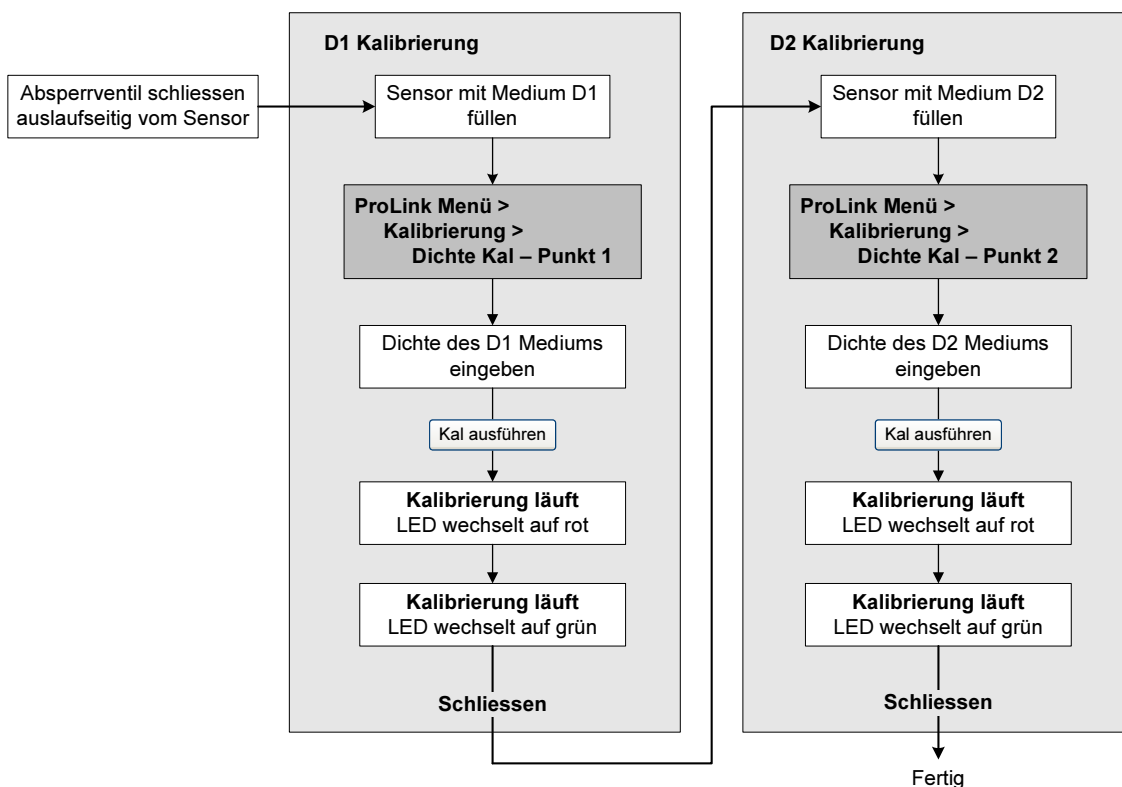 Absperrventil schliessen
auslaufseitig vom Sensor
D1 Kalibrierung
Sensor mit Medium D1
füllen
ProLink Menü >
Kalibrierung >
Dichte Kal – Punkt 1
Dichte des D1 Mediums
eingeben
Kal ausführen
Kalibrierung läuft
LED wechselt auf rot
Kalibrierung läuft
LED wechselt auf grün
Schliessen
D2 Kalibrierung
Sensor mit Medium D2
füllen
ProLink Menü >
Kalibrierung >
Dichte Kal – Punkt 2
Dichte des D2 Mediums
eingeben
Kal ausführen
Kalibrierung läuft
LED wechselt auf rot
Kalibrierung läuft
LED wechselt auf grün
Schliessen
Fertig